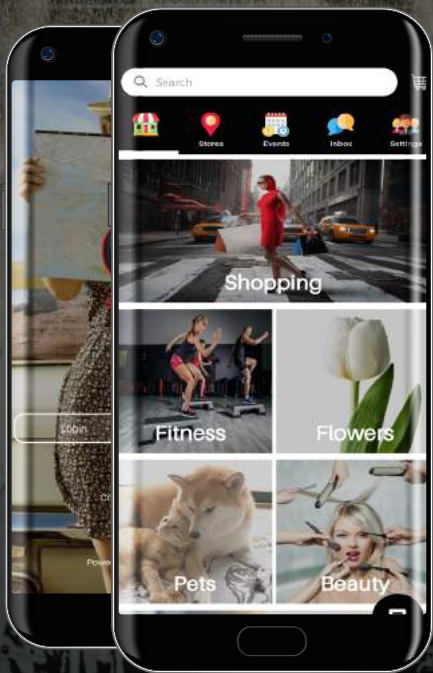 Search
Stores
Events
Inbox
Settings
Shopping
Fitness
Flowers
Pets
Beauty
Login